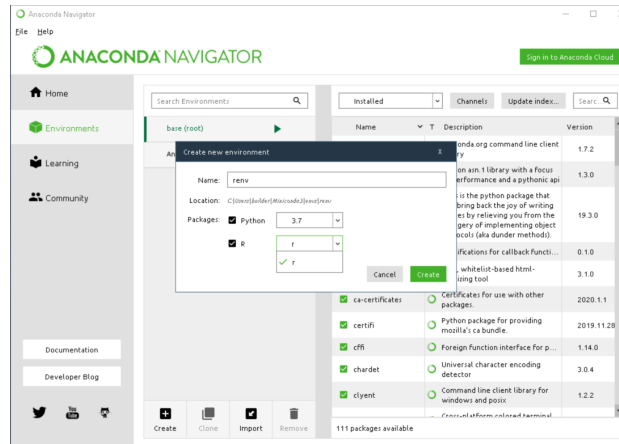 Anaconda Navigator
File Help
ANACONDA NAVIGATOR
Sign in to Anaconda Cloud
Home
Environments
Learning
Community
Documentation
Developer Blog
You Tube
Search Environments
base (root)
An
Create
Clone
Import
Remove
Installed
Channels
Update index...
Searc...
Name
T
Description
Version
onda.org command line client
ry
1.7.2
on asn.1 library with a focus
erformance and a pythonic api
1.3.0
is the python package that
bring back the joy of writing
es by relieving you from the
gery of implementing object
ocols (aka dunder methods).
19.3.0
ifications for callback functi...
0.1.0
, whitelist-based html-
izing tool
3.1.0
ca-certificates
Certificates for use with other
packages.
2020.1.1
certifi
Python package for providing
mozilla's ca bundle.
2019.11.28
cffi
Foreign function interface for p...
1.14.0
chardet
Universal character encoding
detector
3.0.4
clyent
Command line client library for
windows and posix
1.2.2
Cross-platform colored terminal
111 packages available
Create new environment
X
Name:
renv
Location:
C:\Users\builder\Miniconda3\envs\renv
Packages:
Python
3.7
R
r
r
Cancel
Create